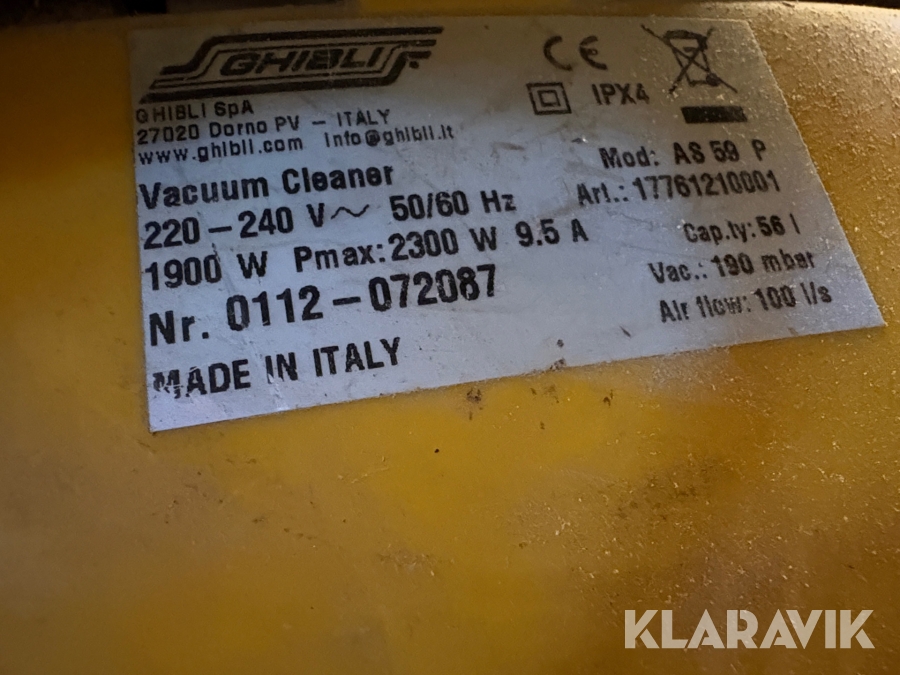 GHIBLI
GHIBLI SpA
27020 Dorno PV – ITALY
www.ghibli.com info@ghibli.it
CE
IPX4
Vacuum Cleaner
220–240 V~ 50/60 Hz
1900 W Pmax:2300 W 9.5 A
Nr. 0112–072087
MADE IN ITALY
Mod: AS 59 P
Art.: 17761210001
Cap.ty: 56 l
Vac.: 190 mbar
Air flow: 100 l/s
KLARAVIK